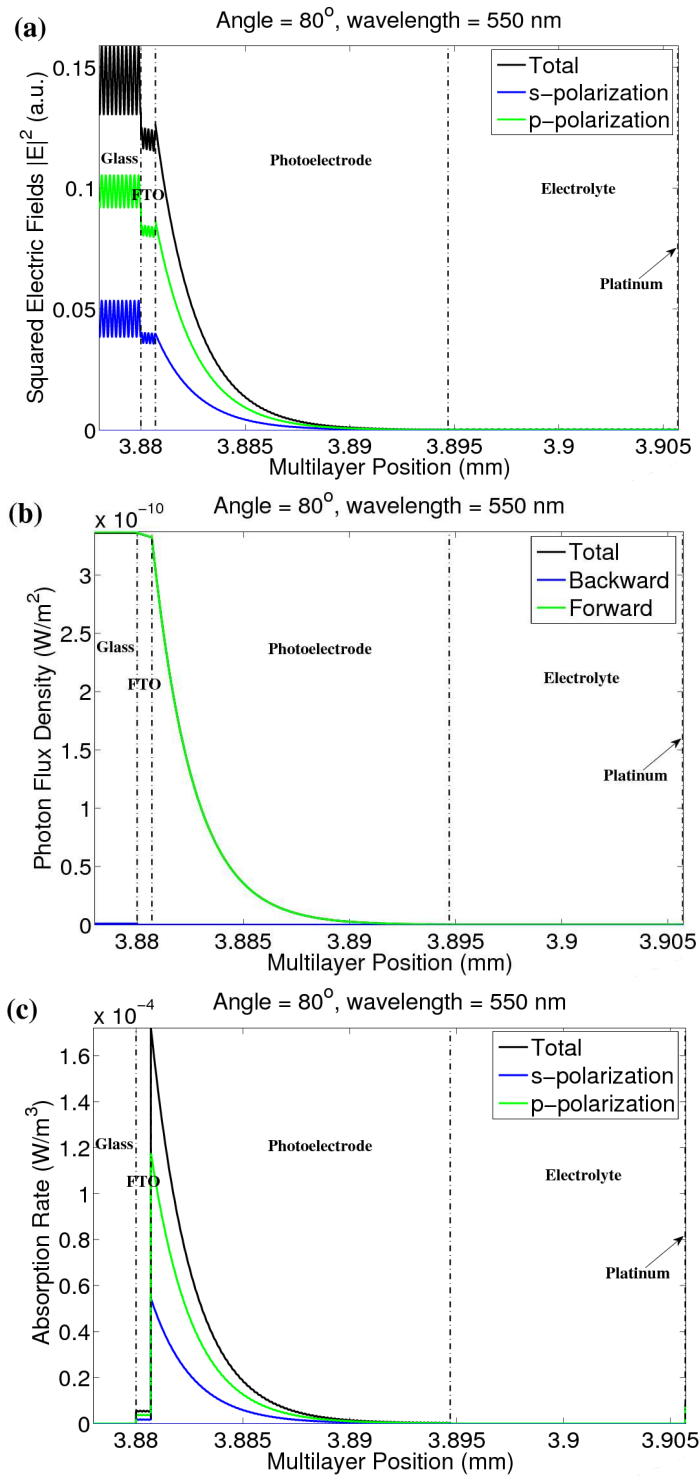 (a)
Angle = 80°, wavelength = 550 nm
Squared Electric Fields |E|² (a.u.)
0.15
0.1
0.05
0
Total
s−polarization
p−polarization
Glass
FTO
Photoelectrode
Electrolyte
Platinum
3.88 3.885 3.89 3.895 3.9 3.905
Multilayer Position (mm)
(b)
Angle = 80°, wavelength = 550 nm
x 10⁻¹⁰
Photon Flux Density (W/m²)
3
2.5
2
1.5
1
0.5
0
Total
Backward
Forward
Glass
FTO
Photoelectrode
Electrolyte
Platinum
3.88 3.885 3.89 3.895 3.9 3.905
Multilayer Position (mm)
(c)
Angle = 80°, wavelength = 550 nm
x 10⁻⁴
Absorption Rate (W/m³)
1.6
1.4
1.2
1
0.8
0.6
0.4
0.2
0
Total
s−polarization
p−polarization
Glass
FTO
Photoelectrode
Electrolyte
Platinum
3.88 3.885 3.89 3.895 3.9 3.905
Multilayer Position (mm)